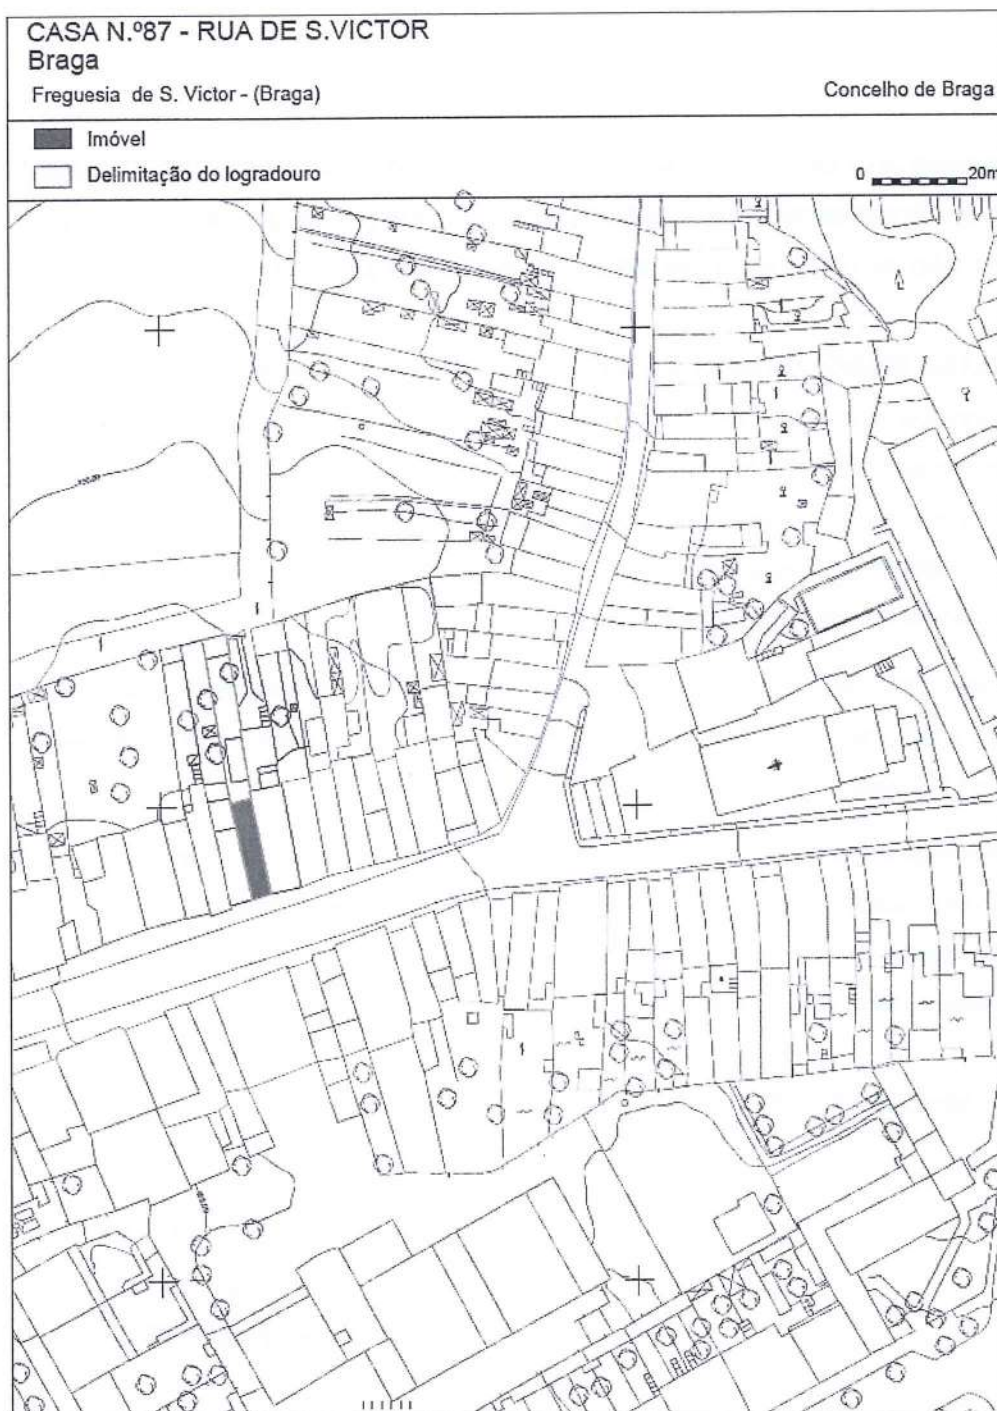 CASA N.º87 - RUA DE S.VICTOR
Braga
Freguesia de S. Victor - (Braga)
Concelho de Braga
Imóvel
Delimitação do logradouro
0 20m